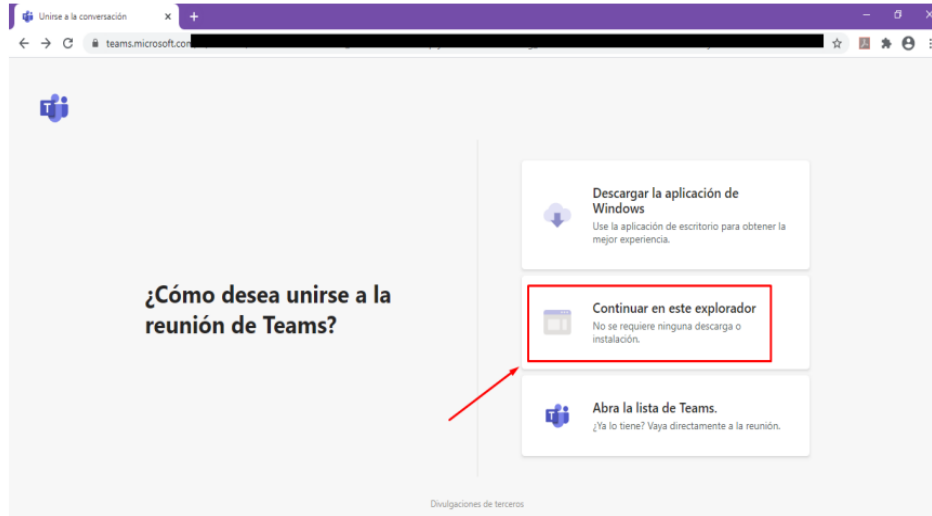 Unirse a la conversación
teams.microsoft.com
Descargar la aplicación de
Windows
Use la aplicación de escritorio para obtener la
mejor experiencia.
¿Cómo desea unirse a la
reunión de Teams?
Continuar en este explorador
No se requiere ninguna descarga o
instalación.
Abra la lista de Teams.
¿Ya lo tiene? Vaya directamente a la reunión.
Divulgaciones de terceros